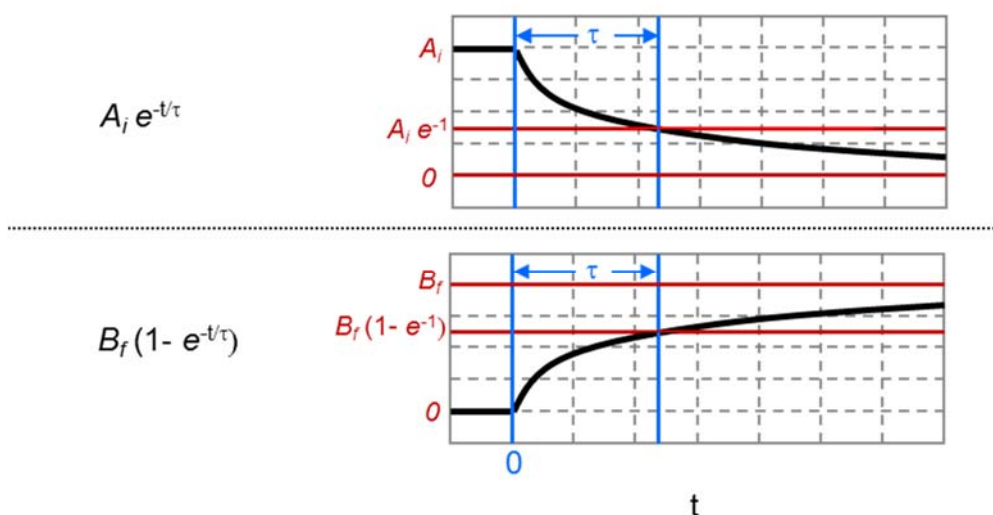 τ
A_i
A_i e^{-t/τ}
A_i e^{-1}
0
τ
B_f
B_f (1- e^{-t/τ})
B_f (1- e^{-1})
0
0
t